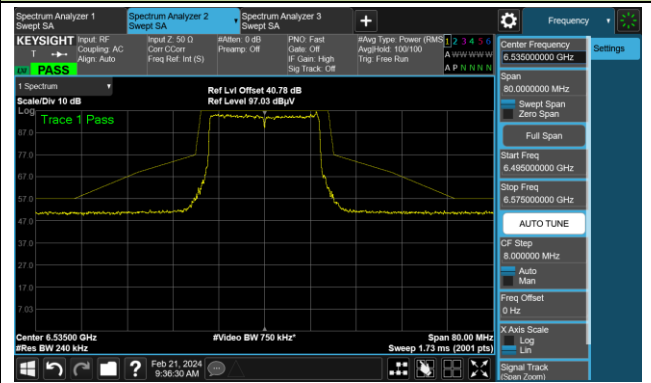 Spectrum Analyzer 1
Swept SA
Spectrum Analyzer 2
Swept SA
Spectrum Analyzer 3
Swept SA
Frequency
KEYSIGHT
Input: RF
Coupling: AC
Align: Auto
Input Z: 50 Ω
Corr CCorr
Freq Ref: Int (S)
#Atten: 0 dB
Preamp: Off
PNO: Fast
Gate: Off
IF Gain: High
Sig Track: Off
#Avg Type: Power (RMS
Avg|Hold: 100/100
Trig: Free Run
1 2 3 4 5 6
A W W W W W
A P N N N N
T
PASS
1 Spectrum
Scale/Div 10 dB
Ref Lvl Offset 40.78 dB
Ref Level 97.03 dBµV
Log
Trace 1 Pass
87.0
77.0
67.0
57.0
47.0
37.0
27.0
17.0
7.03
Center 6.53500 GHz
#Video BW 750 kHz*
Span 80.00 MHz
#Res BW 240 kHz
Sweep 1.73 ms (2001 pts)
Feb 21, 2024
9:36:30 AM
Settings
Center Frequency
6.535000000 GHz
Span
80.0000000 MHz
Swept Span
Zero Span
Full Span
Start Freq
6.495000000 GHz
Stop Freq
6.575000000 GHz
AUTO TUNE
CF Step
8.000000 MHz
Auto
Man
Freq Offset
0 Hz
X Axis Scale
Log
Lin
Signal Track
(Span Zoom)